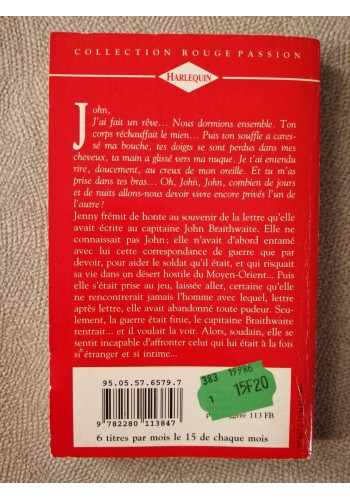 COLLECTION ROUGE PASSION
HARLEQUIN
John,
J'ai fait un rêve... Nous dormions ensemble. Ton
corps réchauffait le mien... Puis ton souffle a cares-
sé ma bouche, tes doigts se sont perdus dans mes
cheveux, ta main a glissé vers ma nuque. Je t'ai entendu
rire, doucement, au creux de mon oreille. Et tu m'as
prise dans tes bras... Oh, John, John, combien de jours
et de nuits allons-nous devoir vivre encore privés l'un de
l'autre ?
Jenny frémit de honte au souvenir de la lettre qu'elle
avait écrite au capitaine John Braithwaite. Elle ne
connaissait pas John ; elle n'avait d'abord entamé
avec lui cette correspondance de guerre que par
devoir, pour aider le soldat qu'il était, et qui risquait
sa vie dans un désert hostile du Moyen-Orient... Puis
elle s'était prise au jeu, laissée aller, certaine qu'elle
ne rencontrerait jamais l'homme avec lequel, lettre
après lettre, elle avait abandonné toute pudeur. Seu-
lement, la guerre était finie, le capitaine Braithwaite
rentrait... et il voulait la voir. Alors, soudain, elle se
sentit incapable d'affronter celui qui lui était à la fois
si étranger et si intime...
95.05.57.6579.7
9 782280 113847
383 19986
1 15F20
113 FB
6 titres par mois le 15 de chaque mois